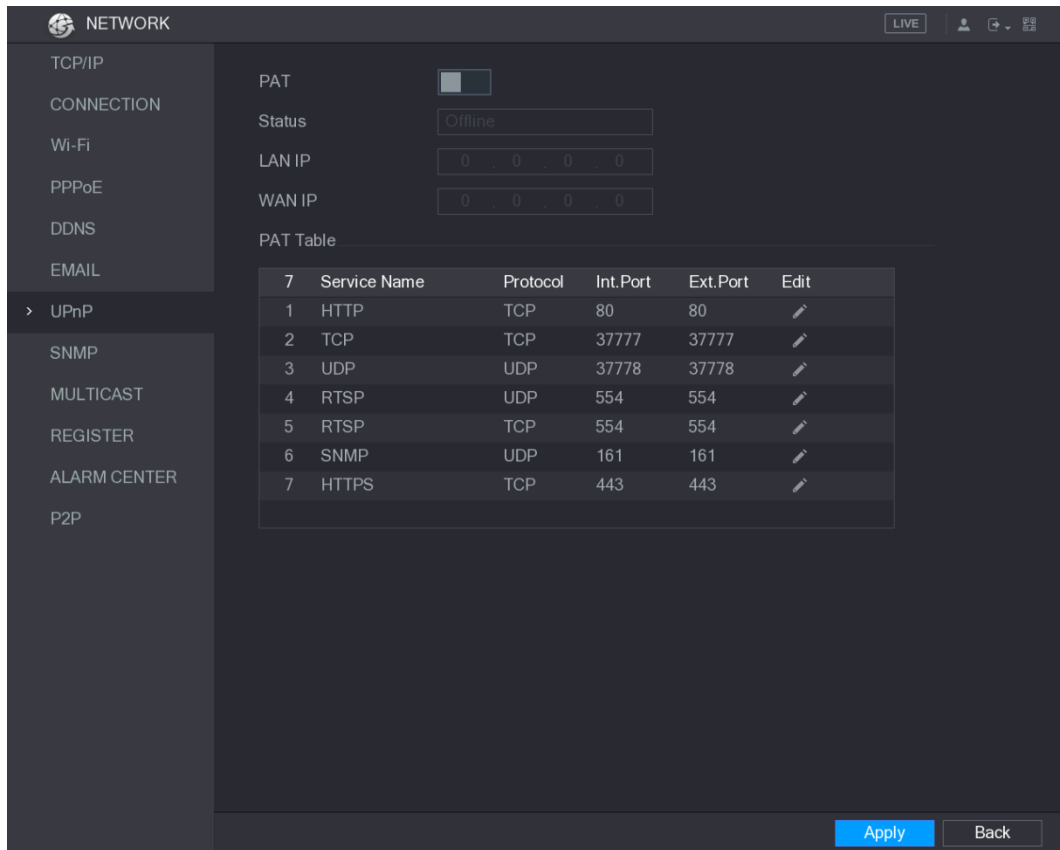 NETWORK LIVE
TCP/IP
CONNECTION
Wi-Fi
PPPoE
DDNS
EMAIL
UPnP
SNMP
MULTICAST
REGISTER
ALARM CENTER
P2P
PAT
Status Offline
LAN IP 0 . 0 . 0 . 0
WAN IP 0 . 0 . 0 . 0
PAT Table
7 Service Name Protocol Int.Port Ext.Port Edit
1 HTTP TCP 80 80
2 TCP TCP 37777 37777
3 UDP UDP 37778 37778
4 RTSP UDP 554 554
5 RTSP TCP 554 554
6 SNMP UDP 161 161
7 HTTPS TCP 443 443
Apply Back